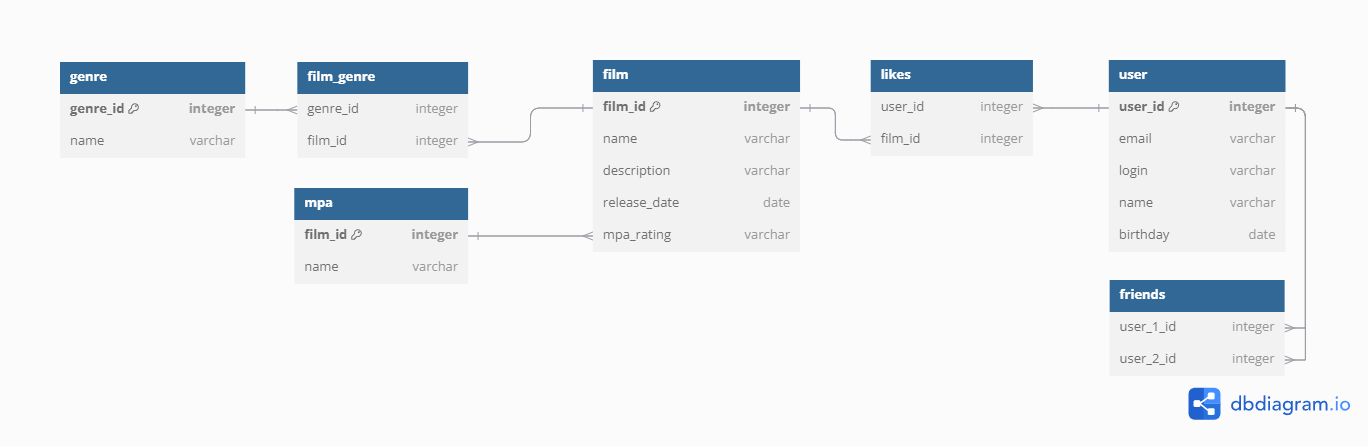 genre
genre_id integer
name varchar
film_genre
genre_id integer
film_id integer
mpa
film_id integer
name varchar
film
film_id integer
name varchar
description varchar
release_date date
mpa_rating varchar
likes
user_id integer
film_id integer
user
user_id integer
email varchar
login varchar
name varchar
birthday date
friends
user_1_id integer
user_2_id integer
dbdiagram.io